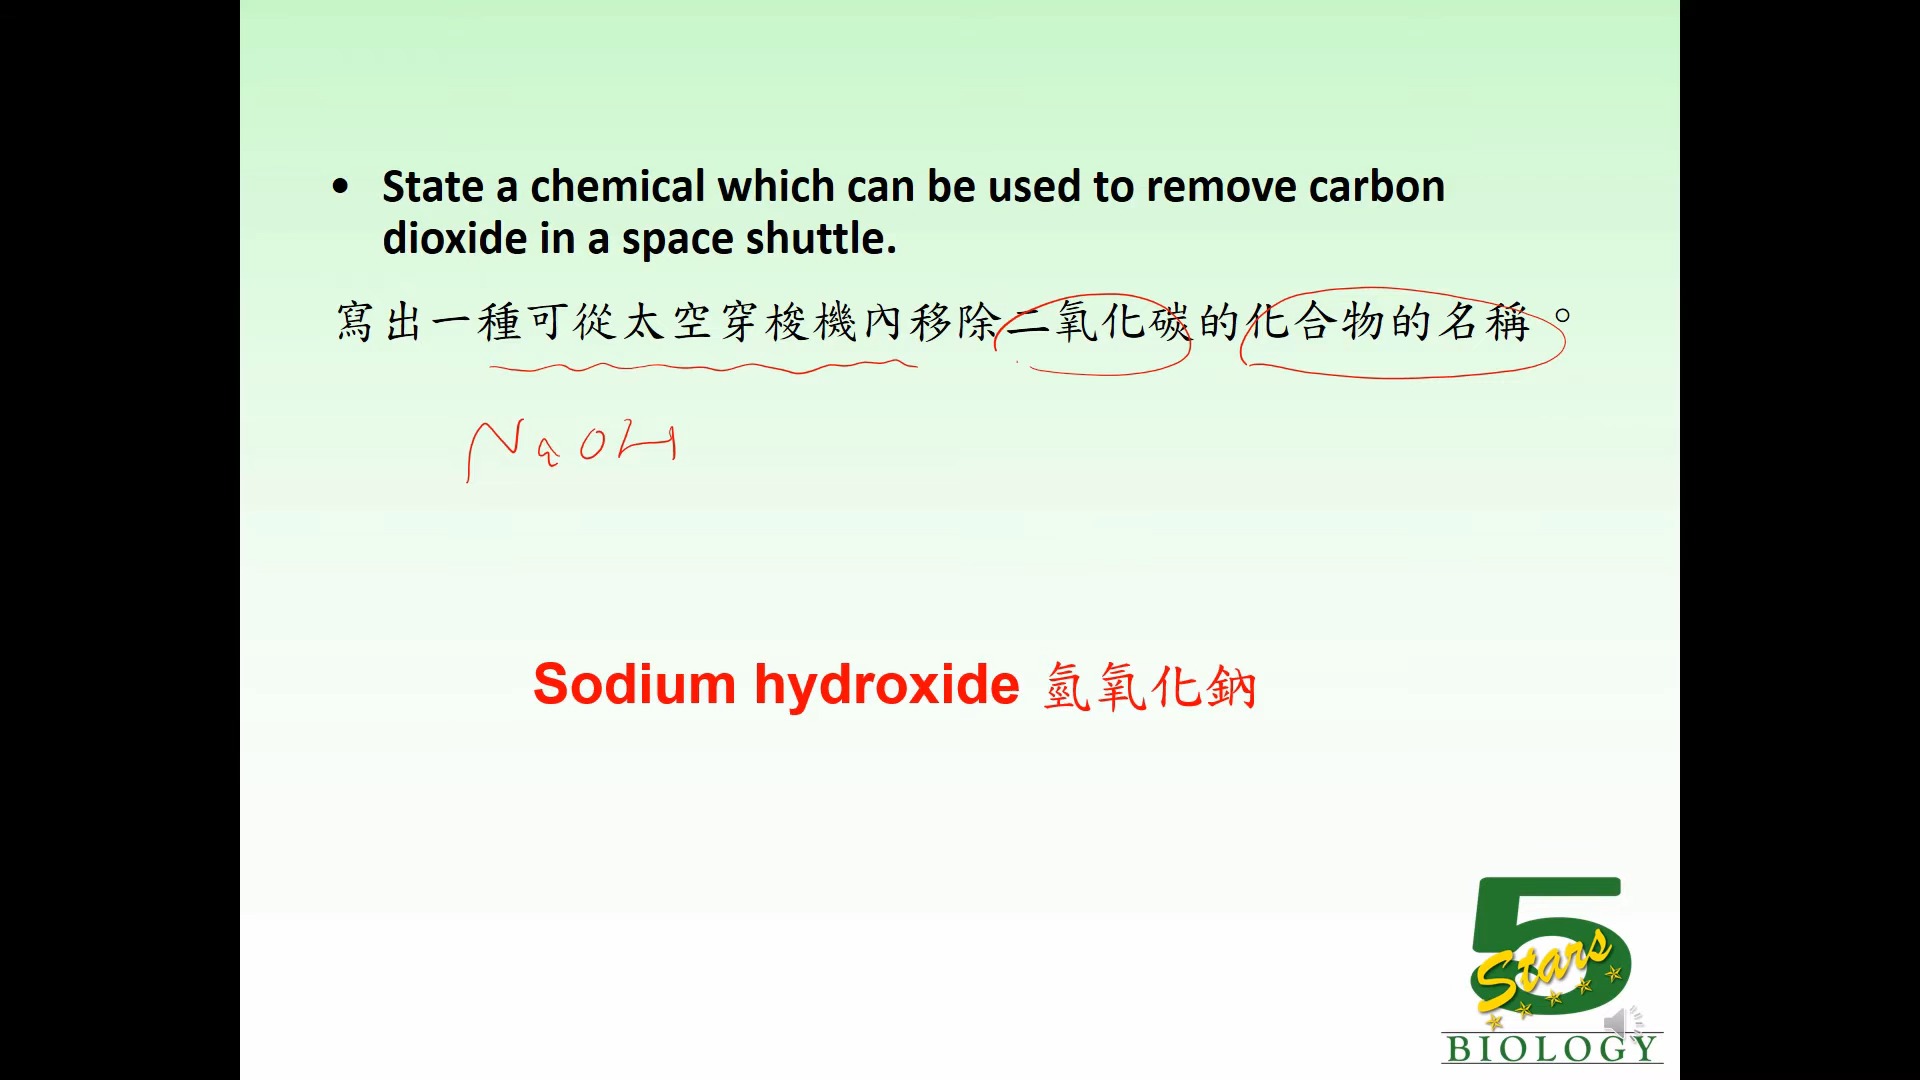 • State a chemical which can be used to remove carbon
dioxide in a space shuttle.
寫出一種可從太空穿梭機內移除二氧化碳的化合物的名稱。
NaOH
Sodium hydroxide 氫氧化鈉
5
Stars
BIOLOGY